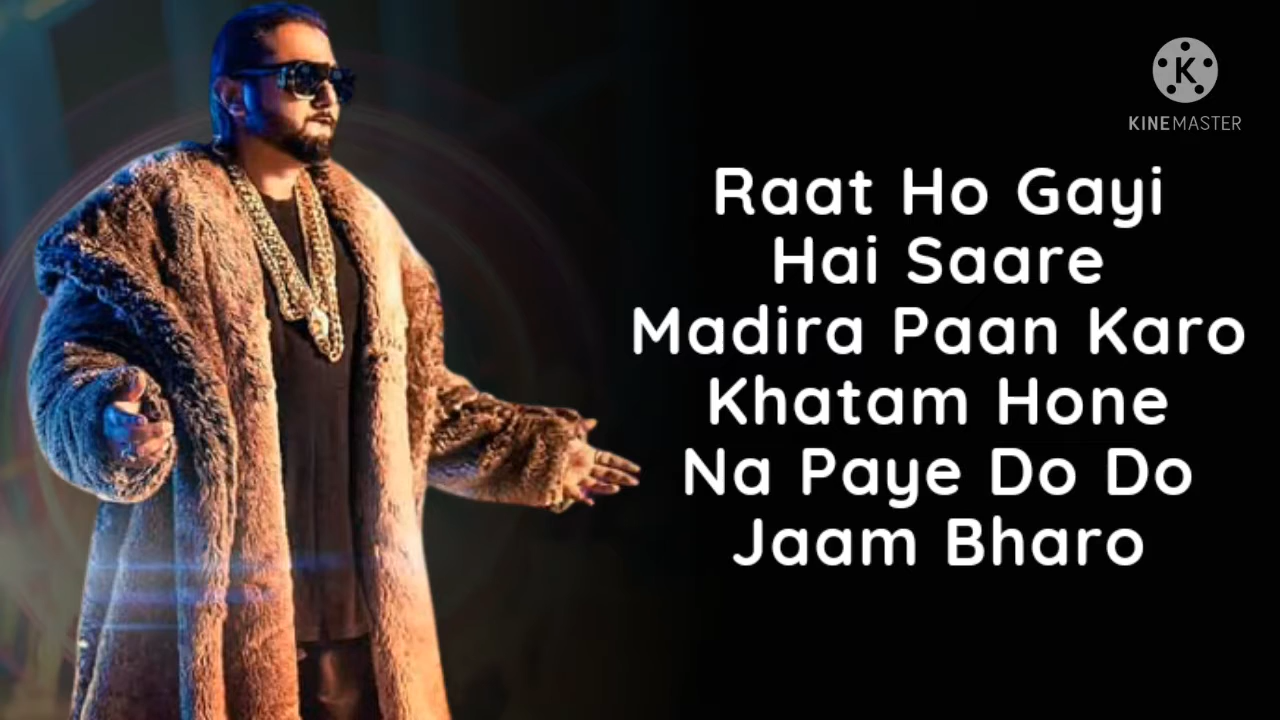 K
KINEMASTER
Raat Ho Gayi
Hai Saare
Madira Paan Karo
Khatam Hone
Na Paye Do Do
Jaam Bharo